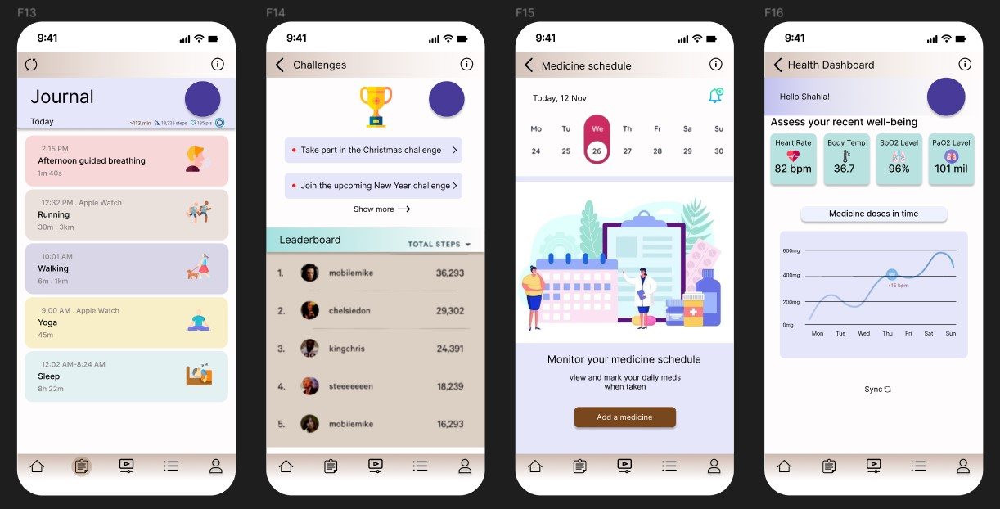 F13
9:41
Journal
Today
>113 min 18,325 steps 135 pts
2:15 PM
Afternoon guided breathing
1m 40s
12:32 PM . Apple Watch
Running
30m . 3km
10:01 AM
Walking
6m . 1km
9:00 AM . Apple Watch
Yoga
45m
12:02 AM-8:24 AM
Sleep
8h 22m
F14
9:41
Challenges
Take part in the Christmas challenge
Join the upcoming New Year challenge
Show more
Leaderboard
TOTAL STEPS
1. mobilemike 36,293
2. chelsiedon 29,302
3. kingchris 24,391
4. steeeeeeen 18,239
5. mobilemike 16,293
F15
9:41
Medicine schedule
Today, 12 Nov
Mo Tu We Th Fr Sa Su
24 25 26 27 28 29 30
Monitor your medicine schedule
view and mark your daily meds
when taken
Add a medicine
F16
9:41
Health Dashboard
Hello Shahla!
Assess your recent well-being
Heart Rate
82 bpm
Body Temp
36.7
SpO2 Level
96%
PaO2 Level
101 mil
Medicine doses in time
600mg
400mg
+15 bpm
200mg
0mg
Mon Tue Wed Thu Fri Sat Sun
Sync